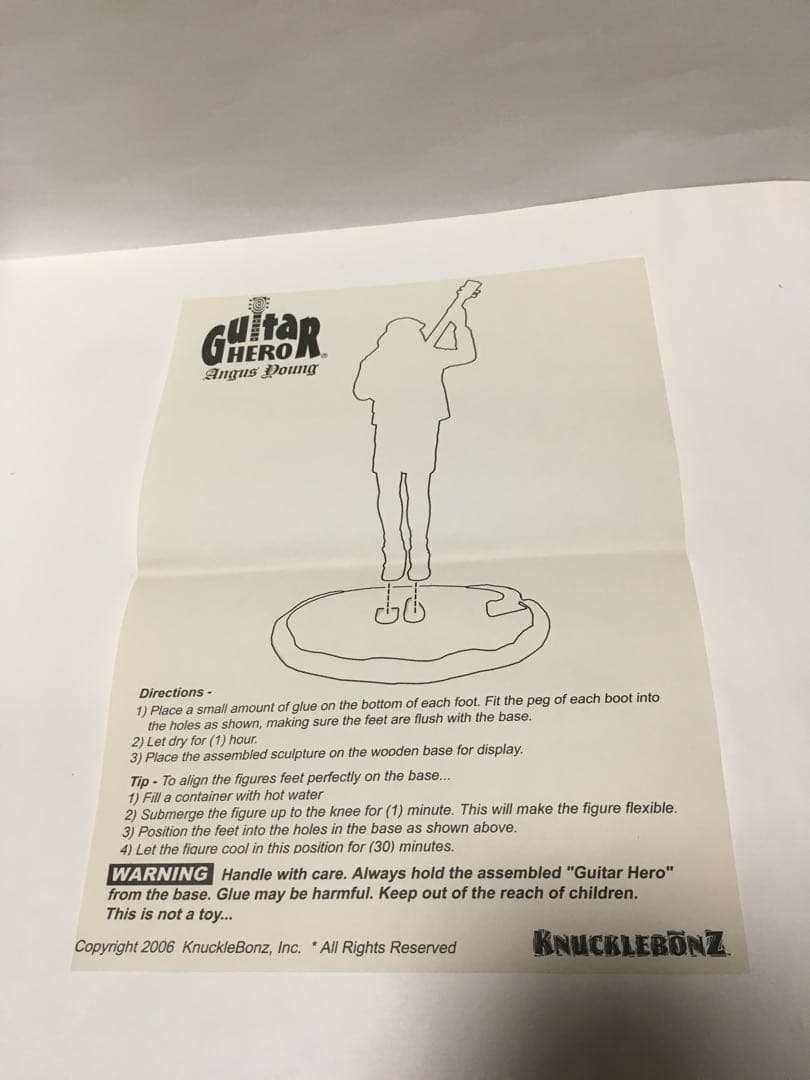 Guitar
HERO®
Angus Young
Directions -
1) Place a small amount of glue on the bottom of each foot. Fit the peg of each boot into
the holes as shown, making sure the feet are flush with the base.
2) Let dry for (1) hour.
3) Place the assembled sculpture on the wooden base for display.
Tip - To align the figures feet perfectly on the base...
1) Fill a container with hot water
2) Submerge the figure up to the knee for (1) minute. This will make the figure flexible.
3) Position the feet into the holes in the base as shown above.
4) Let the figure cool in this position for (30) minutes.
WARNING Handle with care. Always hold the assembled "Guitar Hero"
from the base. Glue may be harmful. Keep out of the reach of children.
This is not a toy...
Copyright 2006 KnuckleBonz, Inc. * All Rights Reserved
KNUCKLEBŌNZ